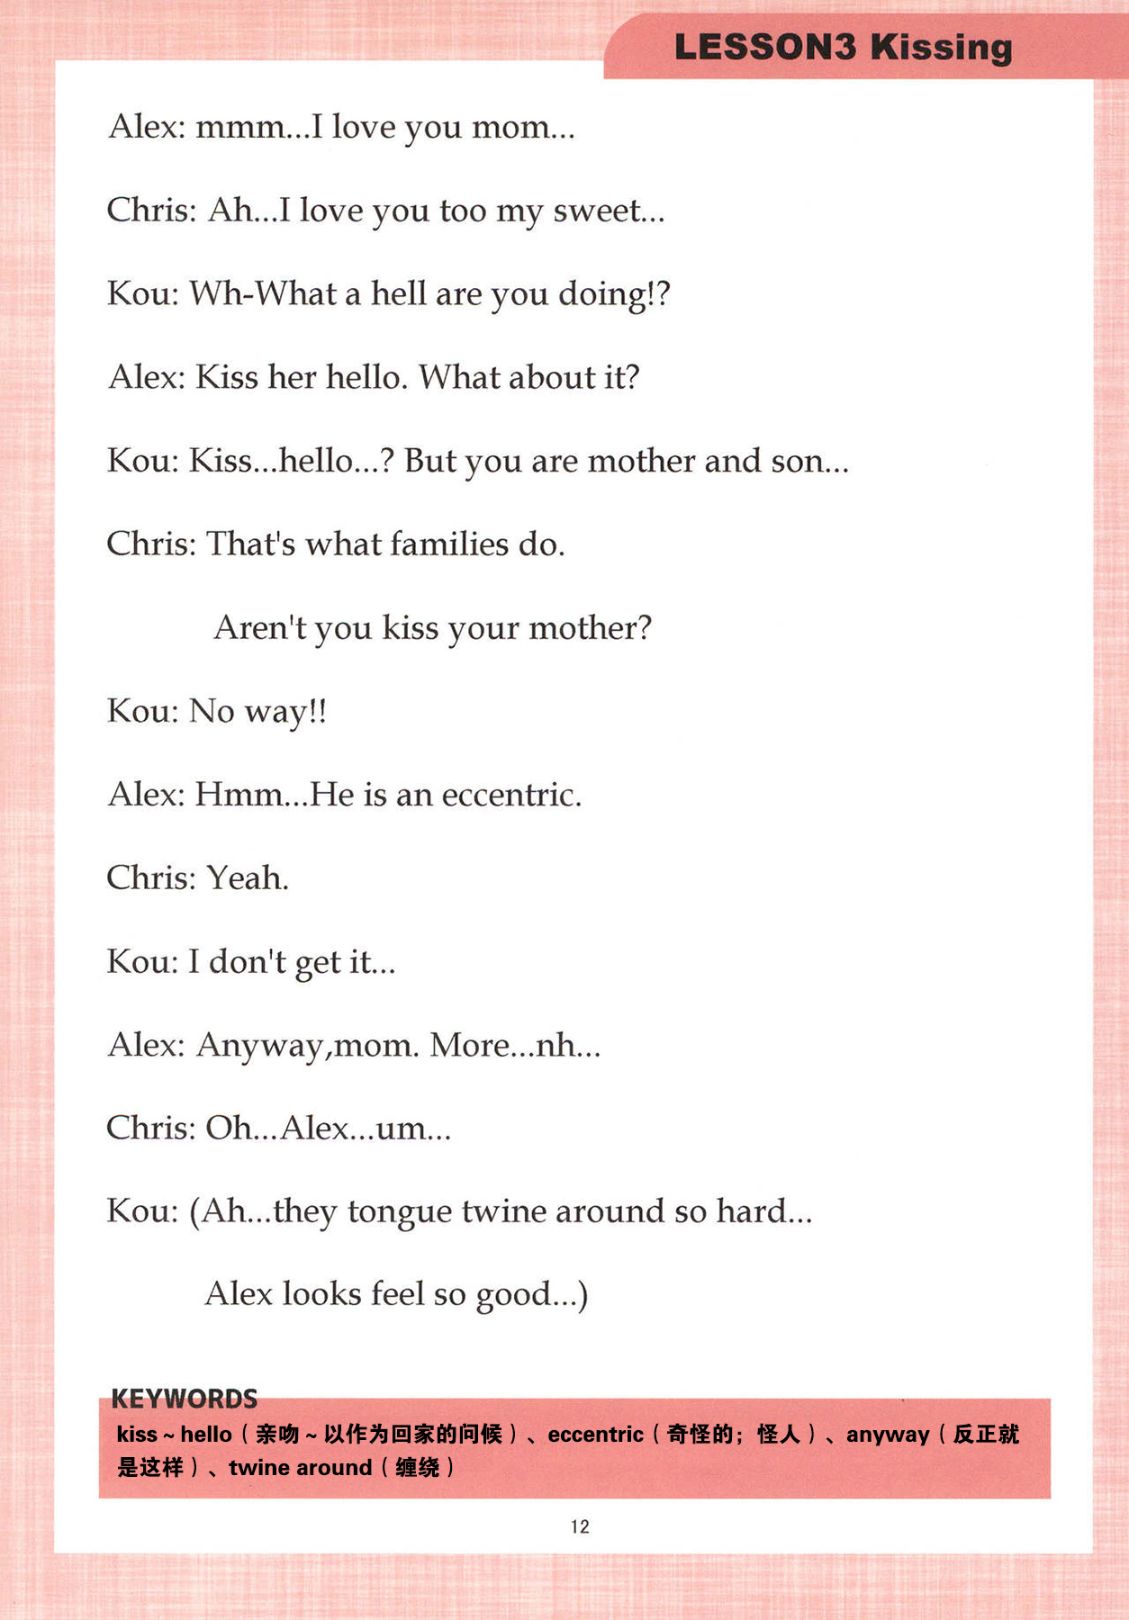 LESSON3 Kissing
Alex: mmm...I love you mom...
Chris: Ah...I love you too my sweet...
Kou: Wh-What a hell are you doing!?
Alex: Kiss her hello. What about it?
Kou: Kiss...hello...? But you are mother and son...
Chris: That's what families do.
Aren't you kiss your mother?
Kou: No way!!
Alex: Hmm...He is an eccentric.
Chris: Yeah.
Kou: I don't get it...
Alex: Anyway,mom. More...nh...
Chris: Oh...Alex...um...
Kou: (Ah...they tongue twine around so hard...
Alex looks feel so good...)
KEYWORDS
kiss ~ hello（亲吻 ~ 以作为回家的问候）、eccentric（奇怪的；怪人）、anyway（反正就
是这样）、twine around（缠绕）
12